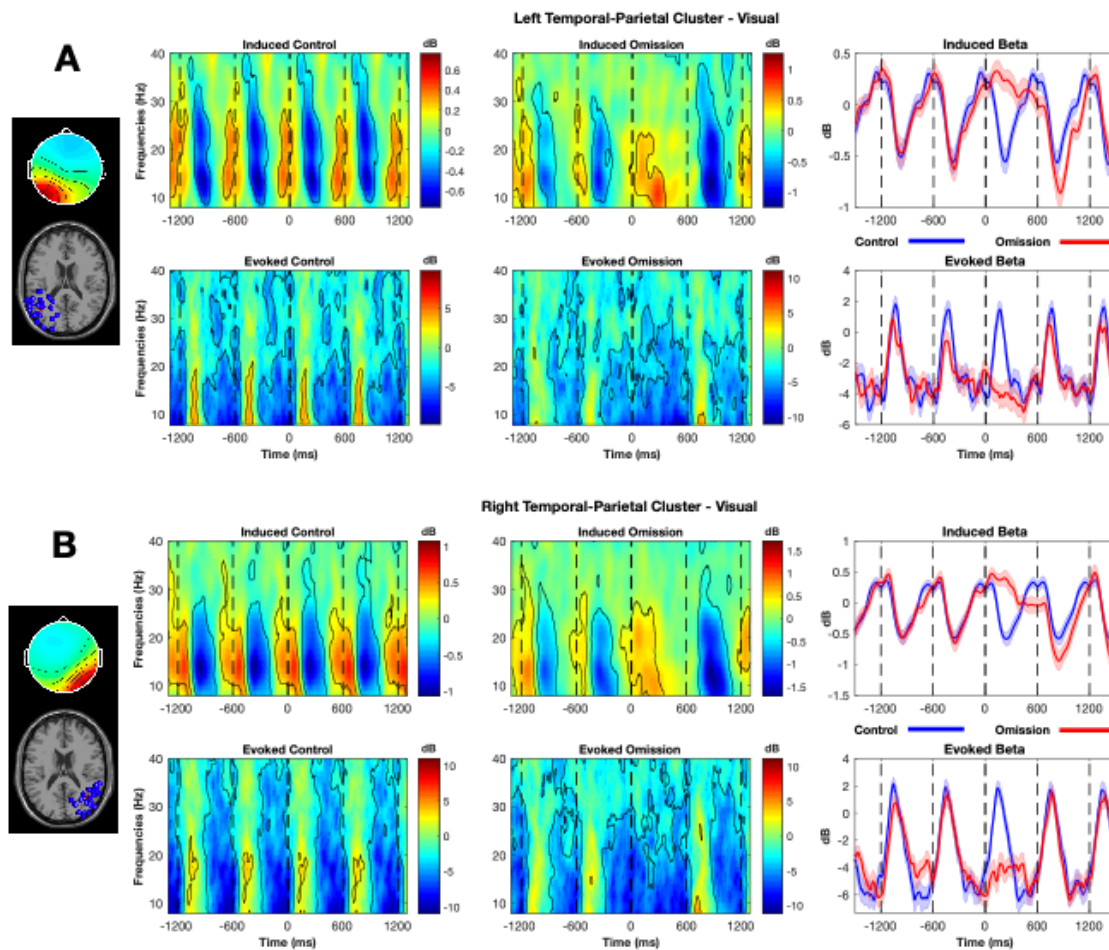 Left Temporal-Parietal Cluster - Visual
A
Induced Control
dB
Induced Omission
dB
Induced Beta
Frequencies (Hz)
40
30
20
10
-1200 -600 0 600 1200
0.6
0.4
0.2
0
-0.2
-0.4
-0.6
-1200 -600 0 600 1200
1
0.5
0
-0.5
-1
dB
0.5
0
-0.5
-1
-1200 -600 0 600 1200
Control Omission
Evoked Control
dB
Evoked Omission
dB
Evoked Beta
Frequencies (Hz)
40
30
20
10
-1200 -600 0 600 1200
Time (ms)
5
0
-5
40
30
20
10
-1200 -600 0 600 1200
Time (ms)
10
5
0
-5
-10
dB
4
2
0
-2
-4
-6
-1200 -600 0 600 1200
Time (ms)
Right Temporal-Parietal Cluster - Visual
B
Induced Control
dB
Induced Omission
dB
Induced Beta
Frequencies (Hz)
40
30
20
10
-1200 -600 0 600 1200
1
0.5
0
-0.5
-1
40
30
20
10
-1200 -600 0 600 1200
1.5
1
0.5
0
-0.5
-1
-1.5
dB
1
0.5
0
-0.5
-1
-1.5
-1200 -600 0 600 1200
Control Omission
Evoked Control
dB
Evoked Omission
dB
Evoked Beta
Frequencies (Hz)
40
30
20
10
-1200 -600 0 600 1200
Time (ms)
10
5
0
-5
-10
40
30
20
10
-1200 -600 0 600 1200
Time (ms)
10
5
0
-5
-10
dB
4
2
0
-2
-4
-6
-1200 -600 0 600 1200
Time (ms)